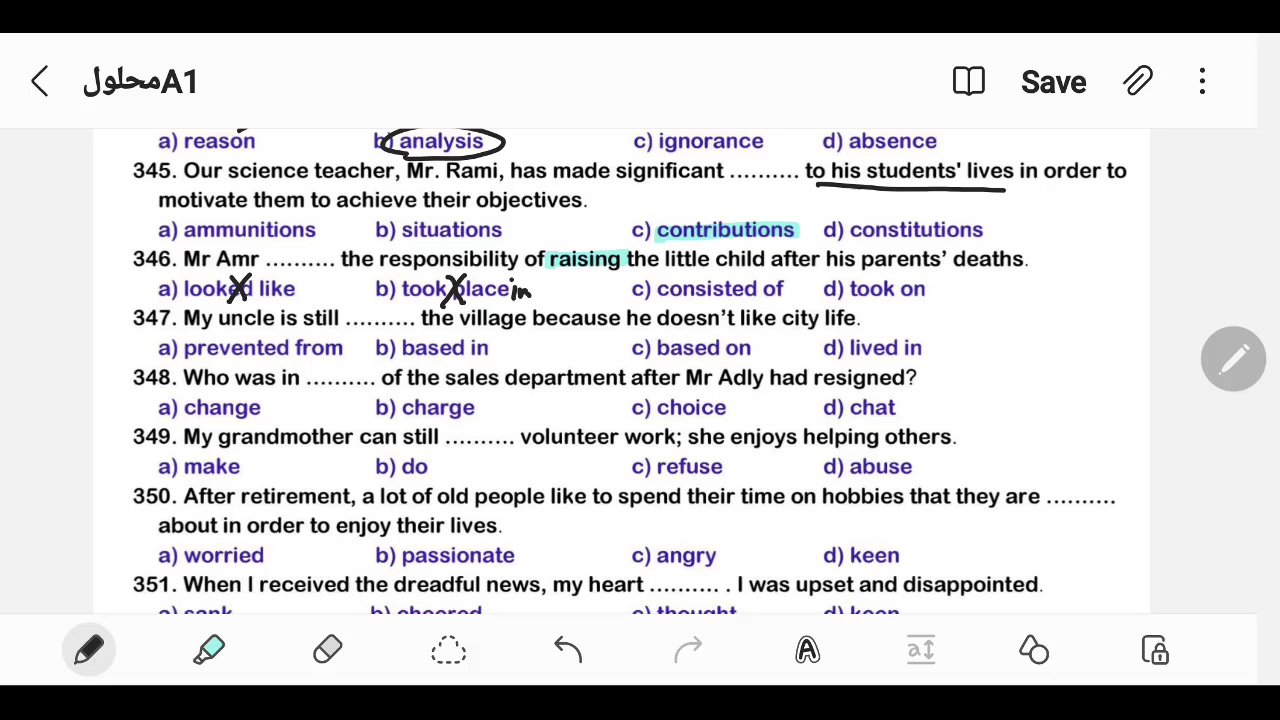 محلولA1
Save
a) reason b) analysis c) ignorance d) absence
345. Our science teacher, Mr. Rami, has made significant .......... to his students' lives in order to
motivate them to achieve their objectives.
a) ammunitions b) situations c) contributions d) constitutions
346. Mr Amr .......... the responsibility of raising the little child after his parents’ deaths.
a) looked like b) took place in c) consisted of d) took on
347. My uncle is still .......... the village because he doesn’t like city life.
a) prevented from b) based in c) based on d) lived in
348. Who was in .......... of the sales department after Mr Adly had resigned?
a) change b) charge c) choice d) chat
349. My grandmother can still .......... volunteer work; she enjoys helping others.
a) make b) do c) refuse d) abuse
350. After retirement, a lot of old people like to spend their time on hobbies that they are ..........
about in order to enjoy their lives.
a) worried b) passionate c) angry d) keen
351. When I received the dreadful news, my heart .......... . I was upset and disappointed.
a) sank b) cheered c) thought d) keen